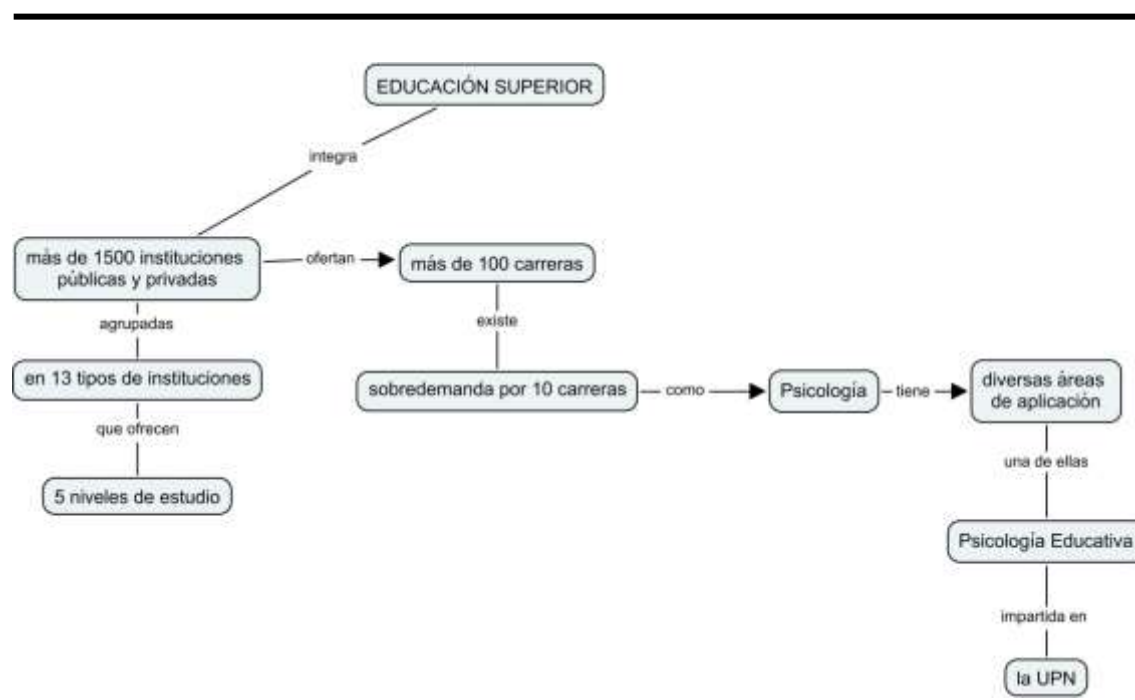 EDUCACIÓN SUPERIOR
integra
más de 1500 instituciones
públicas y privadas
ofertan
más de 100 carreras
agrupadas
existe
en 13 tipos de instituciones
sobredemanda por 10 carreras
como
Psicología
tiene
diversas áreas
de aplicación
que ofrecen
una de ellas
5 niveles de estudio
Psicología Educativa
impartida en
la UPN